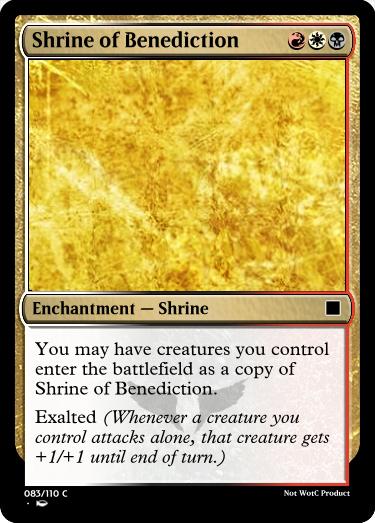 Shrine of Benediction
Enchantment — Shrine
You may have creatures you control
enter the battlefield as a copy of
Shrine of Benediction.
Exalted (Whenever a creature you
control attacks alone, that creature gets
+1/+1 until end of turn.)
083/110 C
Not WotC Product